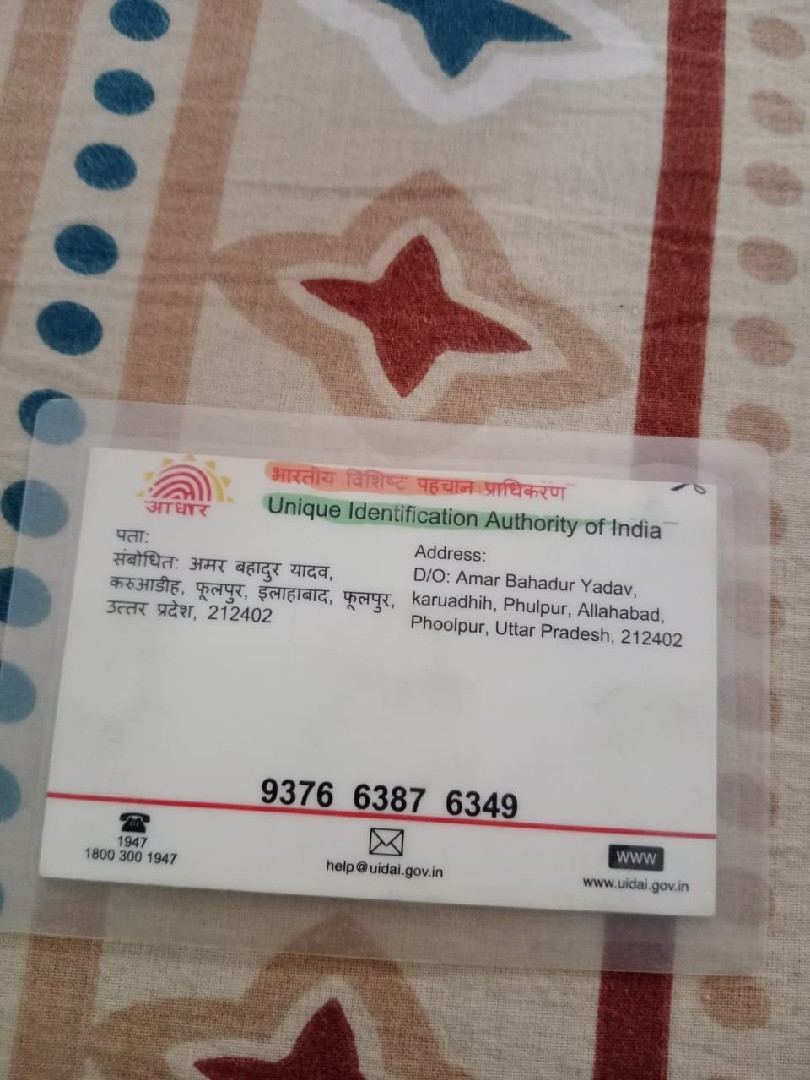 भारतीय विशिष्ट पहचान प्राधिकरण
Unique Identification Authority of India
आधार
पता:
संबोधित: अमर बहादुर यादव,
करुआडीह, फूलपुर, इलाहाबाद, फूलपुर,
उत्तर प्रदेश, 212402
Address:
D/O: Amar Bahadur Yadav,
karuadhih, Phulpur, Allahabad,
Phoolpur, Uttar Pradesh, 212402
9376 6387 6349
1947
1800 300 1947
help@uidai.gov.in
www
www.uidai.gov.in